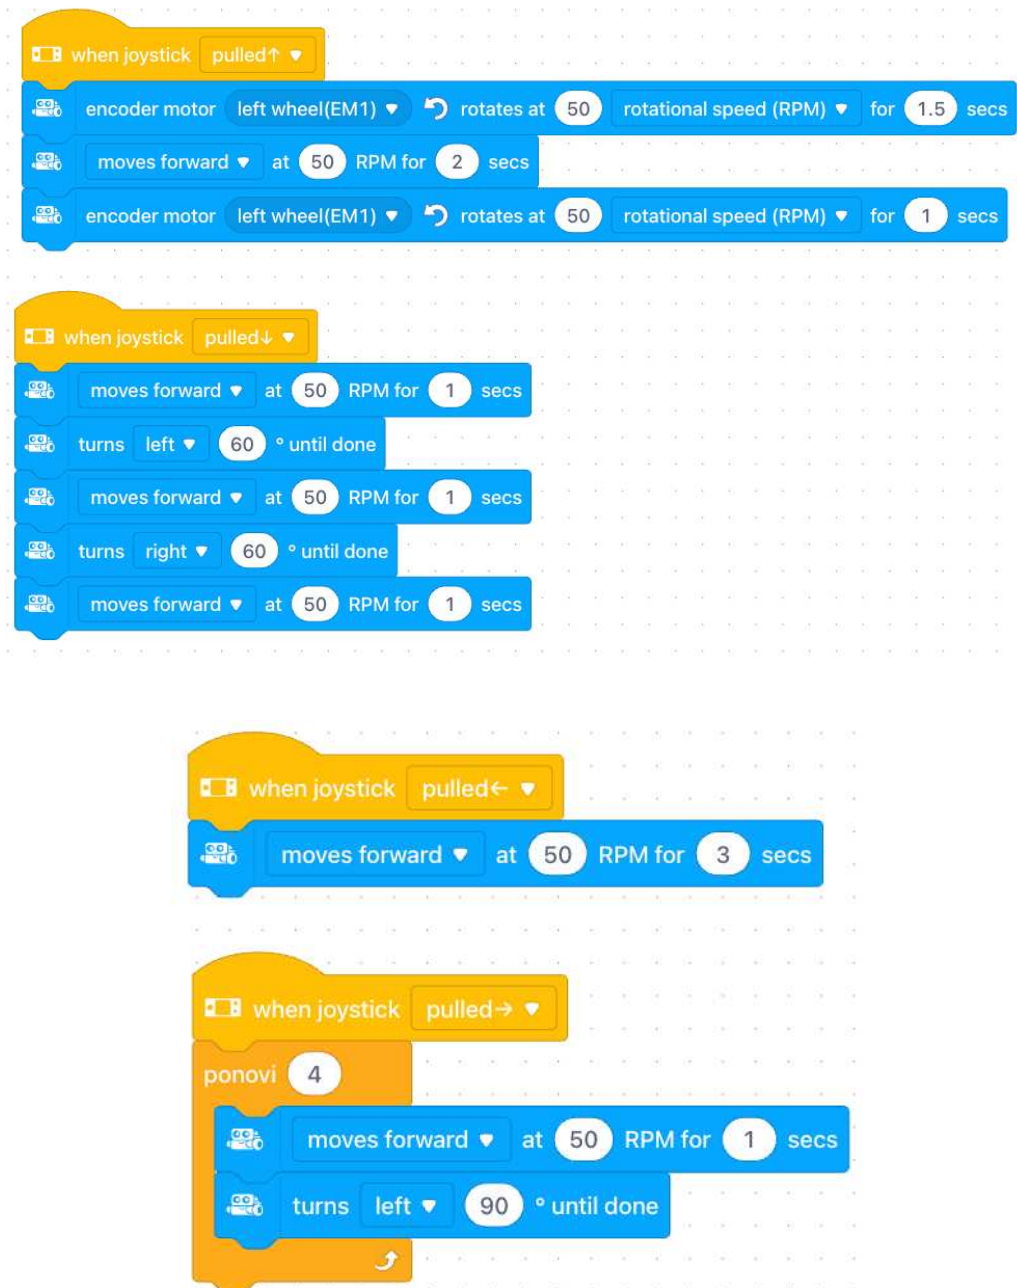 when joystick pulled↑
encoder motor left wheel(EM1) rotates at 50 rotational speed (RPM) for 1.5 secs
moves forward at 50 RPM for 2 secs
encoder motor left wheel(EM1) rotates at 50 rotational speed (RPM) for 1 secs
when joystick pulled↓
moves forward at 50 RPM for 1 secs
turns left 60 ° until done
moves forward at 50 RPM for 1 secs
turns right 60 ° until done
moves forward at 50 RPM for 1 secs
when joystick pulled←
moves forward at 50 RPM for 3 secs
when joystick pulled→
ponovi 4
moves forward at 50 RPM for 1 secs
turns left 90 ° until done